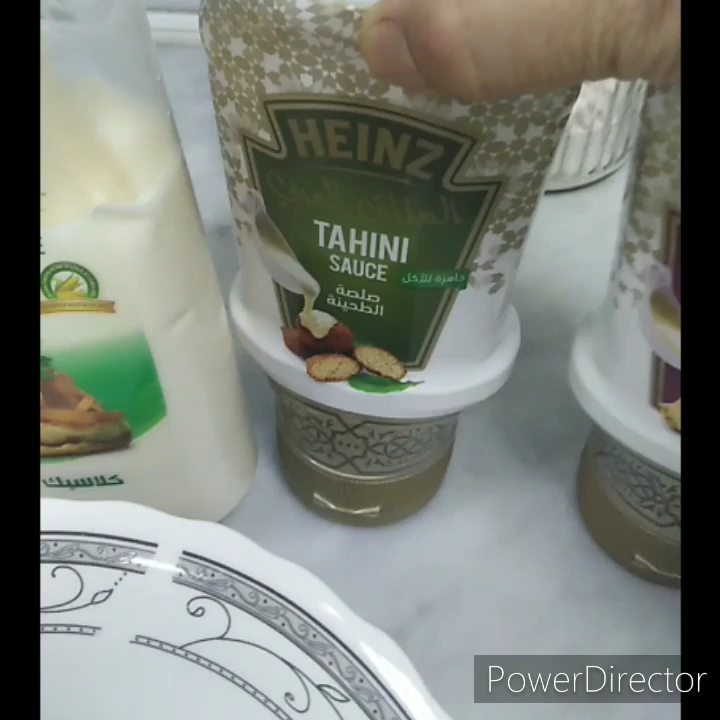 HEINZ
TAHINI
SAUCE
جاهزة للأكل
صلصة
الطحينة
كلاسيك
PowerDirector